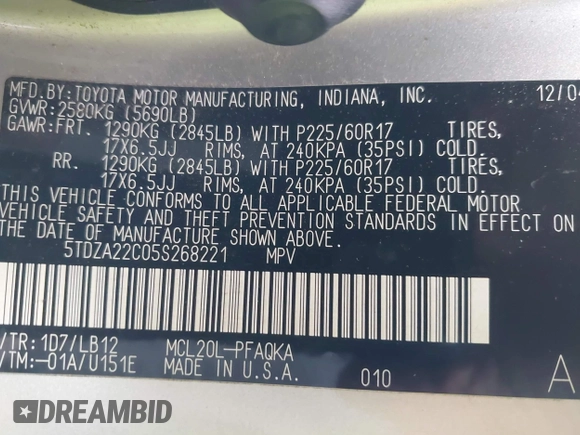 MFD.BY:TOYOTA MOTOR MANUFACTURING, INDIANA, INC. 12/04
GVWR:2580KG (5690LB)
GAWR:FRT. 1290KG (2845LB) WITH P225/60R17 TIRES,
17X6.5JJ RIMS, AT 240KPA (35PSI) COLD.
RR. 1290KG (2845LB) WITH P225/60R17 TIRES,
17X6.5JJ RIMS, AT 240KPA (35PSI) COLD.
THIS VEHICLE CONFORMS TO ALL APPLICABLE FEDERAL MOTOR
VEHICLE SAFETY AND THEFT PREVENTION STANDARDS IN EFFECT ON
THE DATE OF MANUFACTURE SHOWN ABOVE.
5TDZA22C05S268221 MPV
/TR:1D7/LB12 MCL20L-PFAQKA
/TM:-01A/U151E MADE IN U.S.A. 010 A
DREAMBID